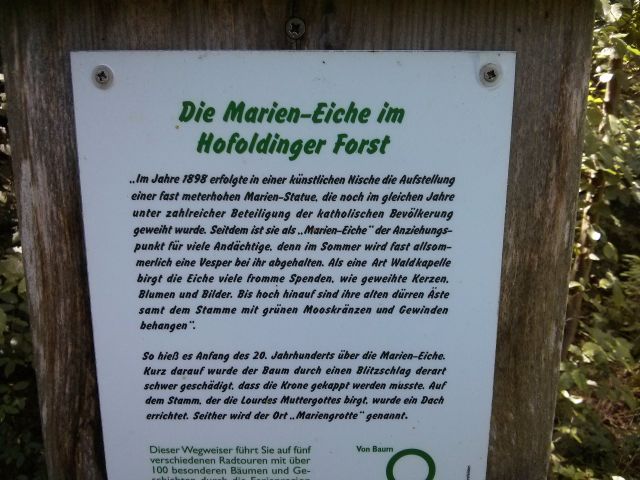 Die Marien-Eiche im
Hofoldinger Forst
„Im Jahre 1898 erfolgte in einer künstlichen Nische die Aufstellung
einer fast meterhohen Marien-Statue, die noch im gleichen Jahre
unter zahlreicher Beteiligung der katholischen Bevölkerung
geweiht wurde. Seitdem ist sie als „Marien-Eiche" der Anziehungs-
punkt für viele Andächtige, denn im Sommer wird fast allsom-
merlich eine Vesper bei ihr abgehalten. Als eine Art Waldkapelle
birgt die Eiche viele fromme Spenden, wie geweihte Kerzen,
Blumen und Bilder. Bis hoch hinauf sind ihre alten dürren Äste
samt dem Stamme mit grünen Mooskränzen und Gewinden
behangen".
So hieß es Anfang des 20. Jahrhunderts über die Marien-Eiche.
Kurz darauf wurde der Baum durch einen Blitzschlag derart
schwer geschädigt, dass die Krone gekappt werden musste. Auf
dem Stamm, der die Lourdes Muttergottes birgt, wurde ein Dach
errichtet. Seither wird der Ort „Mariengrotte" genannt.
Dieser Wegweiser führt Sie auf fünf
verschiedenen Radtouren mit über
100 besonderen Bäumen und Ge-
schichten durch die Ferienregion
Von Baum